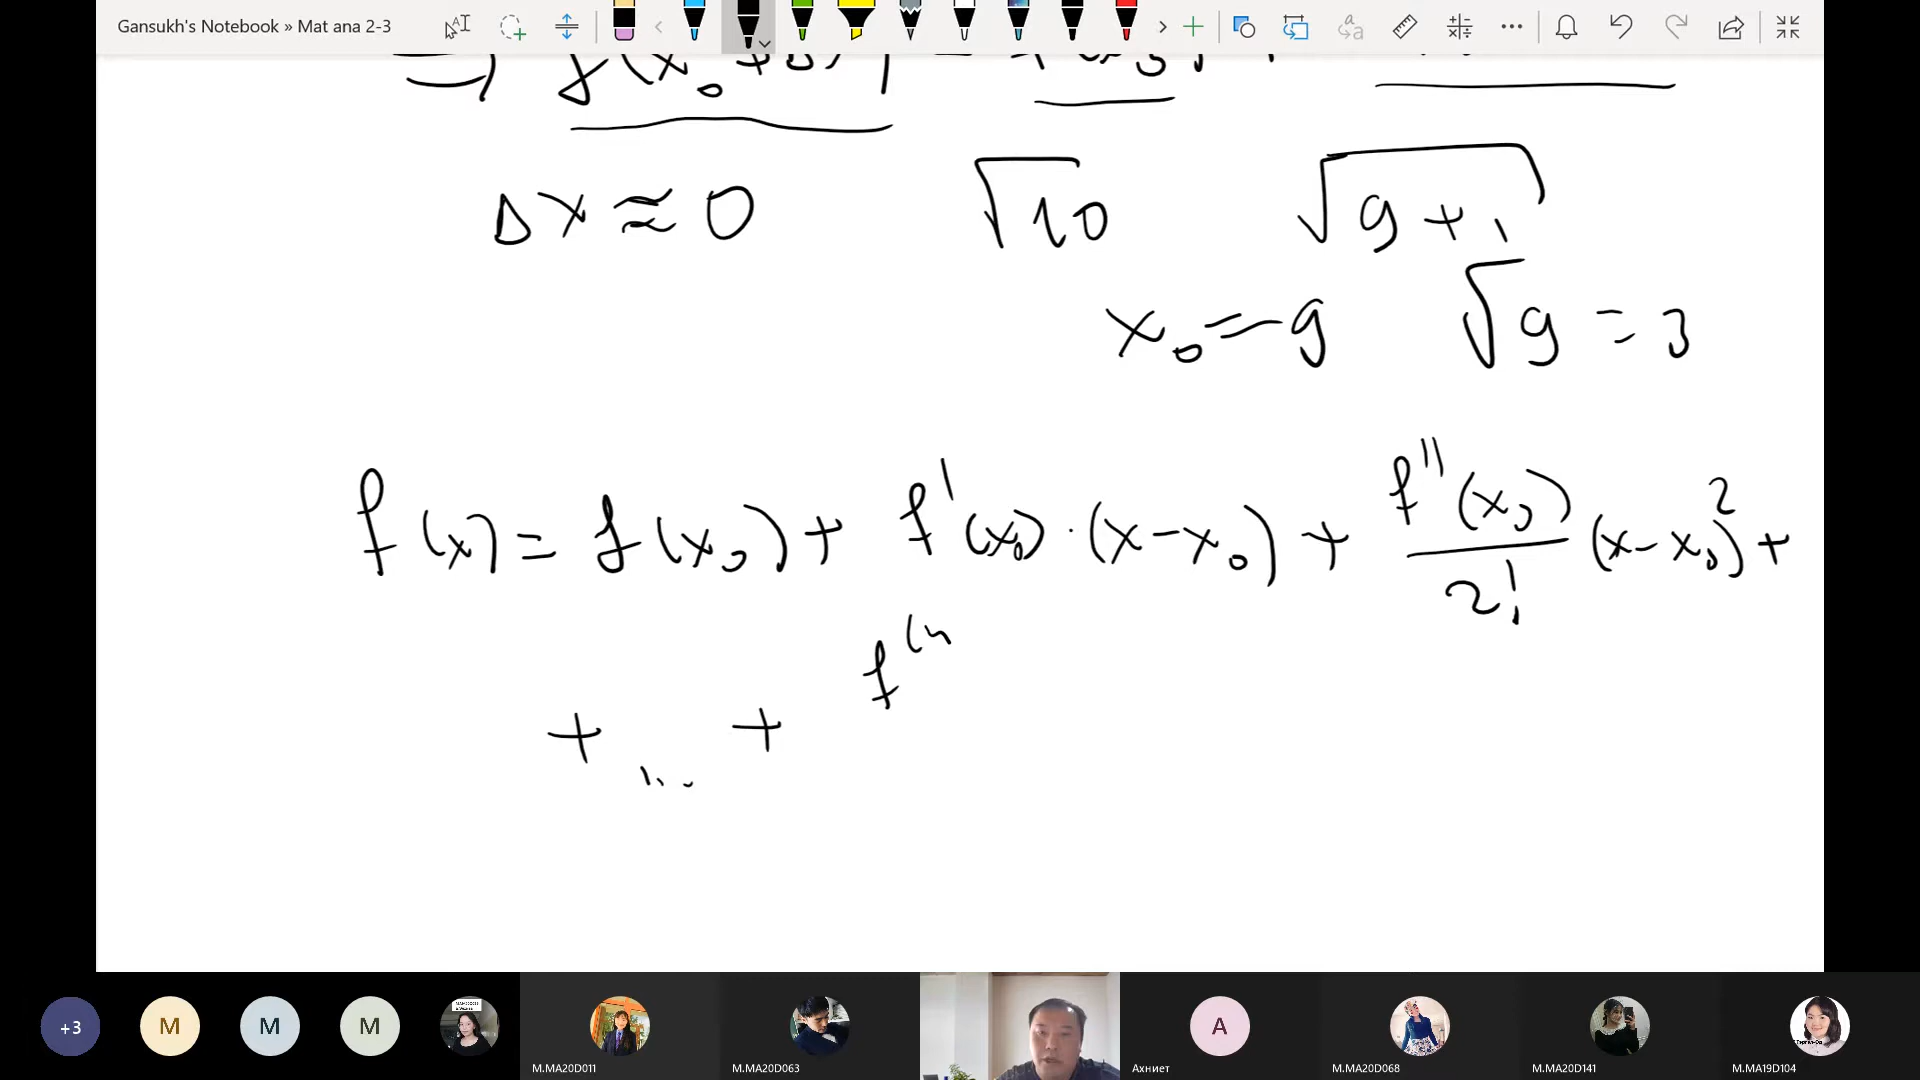 Gansukh's Notebook » Mat ana 2-3
Δx ≈ 0 √10 √9+1
x₀ = 9 √9 = 3
f(x) = f(x₀) + f'(x₀)·(x-x₀) + f''(x₀)/2! (x-x₀)² +
+ ... + f⁽ⁿ
+3 M M M A
M.MA20D011 M.MA20D063 Ахниет M.MA20D068 M.MA20D141 M.MA19D104